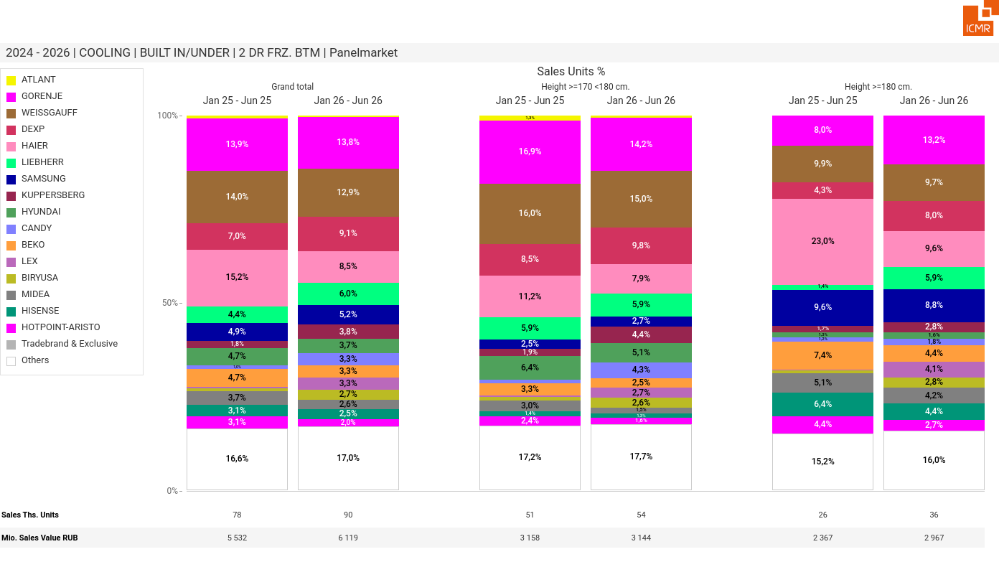 ICMR
2024 - 2026 | COOLING | BUILT IN/UNDER | 2 DR FRZ. BTM | Panelmarket
ATLANT
GORENJE
WEISSGAUFF
DEXP
HAIER
LIEBHERR
SAMSUNG
KUPPERSBERG
HYUNDAI
CANDY
BEKO
LEX
BIRYUSA
MIDEA
HISENSE
HOTPOINT-ARISTO
Tradebrand & Exclusive
Others
Sales Units %
Grand total
Height >=170 <180 cm.
Height >=180 cm.
Jan 25 - Jun 25
Jan 26 - Jun 26
Jan 25 - Jun 25
Jan 26 - Jun 26
Jan 25 - Jun 25
Jan 26 - Jun 26
100%
50%
0%
13,9%
14,0%
7,0%
15,2%
4,4%
4,9%
1,8%
4,7%
1,0%
4,7%
3,7%
3,1%
3,1%
16,6%
13,8%
12,9%
9,1%
8,5%
6,0%
5,2%
3,8%
3,7%
3,3%
3,3%
3,3%
2,7%
2,6%
2,5%
2,0%
17,0%
1,3%
16,9%
16,0%
8,5%
11,2%
5,9%
2,5%
1,9%
6,4%
3,3%
3,0%
1,4%
2,4%
17,2%
14,2%
15,0%
9,8%
7,9%
5,9%
2,7%
4,4%
5,1%
4,3%
2,5%
2,7%
2,6%
1,5%
1,3%
1,6%
17,7%
8,0%
9,9%
4,3%
23,0%
1,4%
9,6%
1,7%
1,3%
1,2%
7,4%
5,1%
6,4%
4,4%
15,2%
13,2%
9,7%
8,0%
9,6%
5,9%
8,8%
2,8%
1,6%
1,8%
4,4%
4,1%
2,8%
4,2%
4,4%
2,7%
16,0%
Sales Ths. Units 78 90 51 54 26 36
Mio. Sales Value RUB 5 532 6 119 3 158 3 144 2 367 2 967